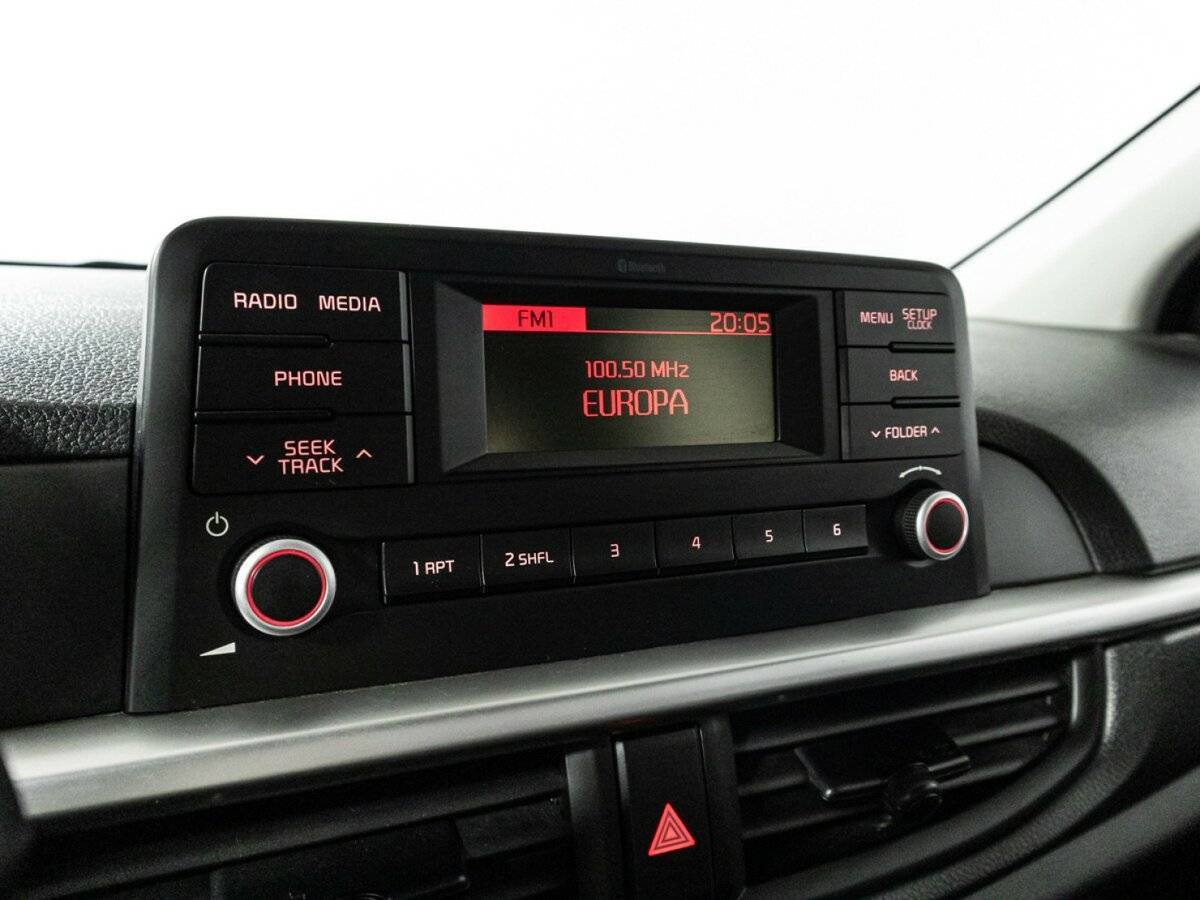 Bluetooth
RADIO MEDIA
PHONE
SEEK
TRACK
FM1 20:05
100.50 MHz
EUROPA
MENU SETUP
CLOCK
BACK
FOLDER
1 RPT 2 SHFL 3 4 5 6